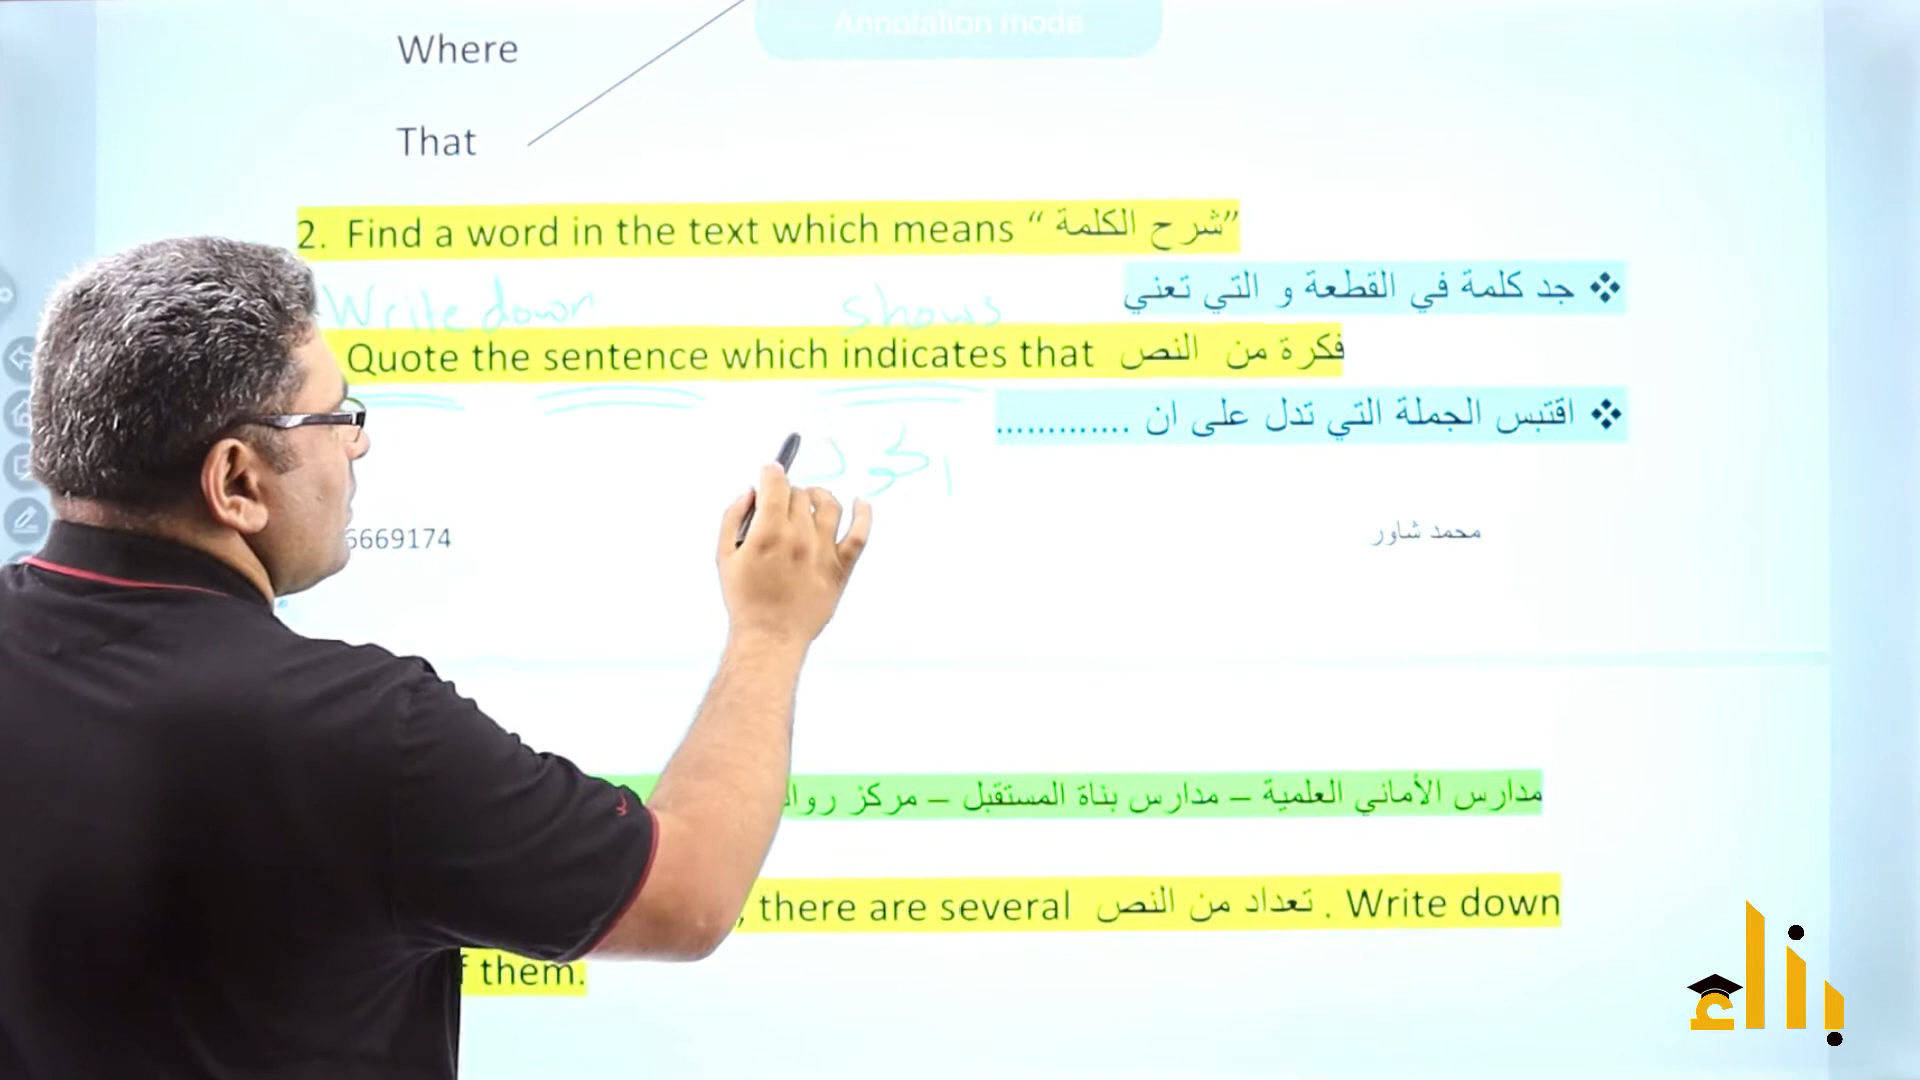 Annotation mode
Where
That
2. Find a word in the text which means “ شرح الكلمة”
❖ جد كلمة في القطعة و التي تعني
Write down shows
Quote the sentence which indicates that فكرة من النص
❖ اقتبس الجملة التي تدل على ان .............
6669174
محمد شاور
مدارس الأماني العلمية – مدارس بناة المستقبل – مركز
, there are several تعداد من النص . Write down
f them.
بناء